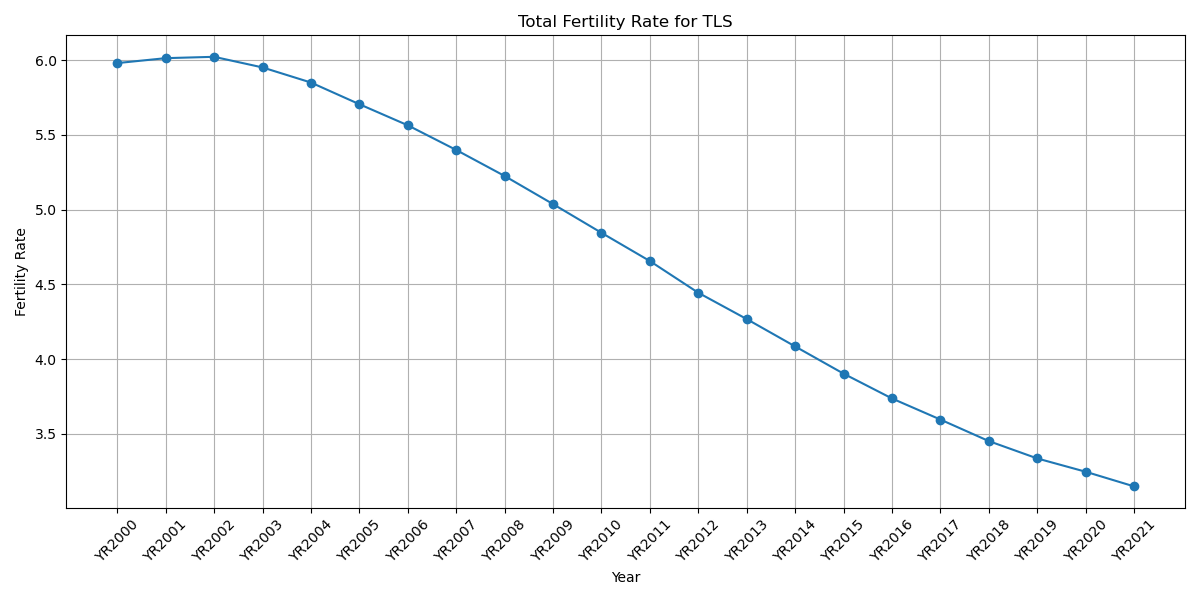 Total Fertility Rate for TLS
Fertility Rate
6.0
5.5
5.0
4.5
4.0
3.5
YR2000
YR2001
YR2002
YR2003
YR2004
YR2005
YR2006
YR2007
YR2008
YR2009
YR2010
YR2011
YR2012
YR2013
YR2014
YR2015
YR2016
YR2017
YR2018
YR2019
YR2020
YR2021
Year